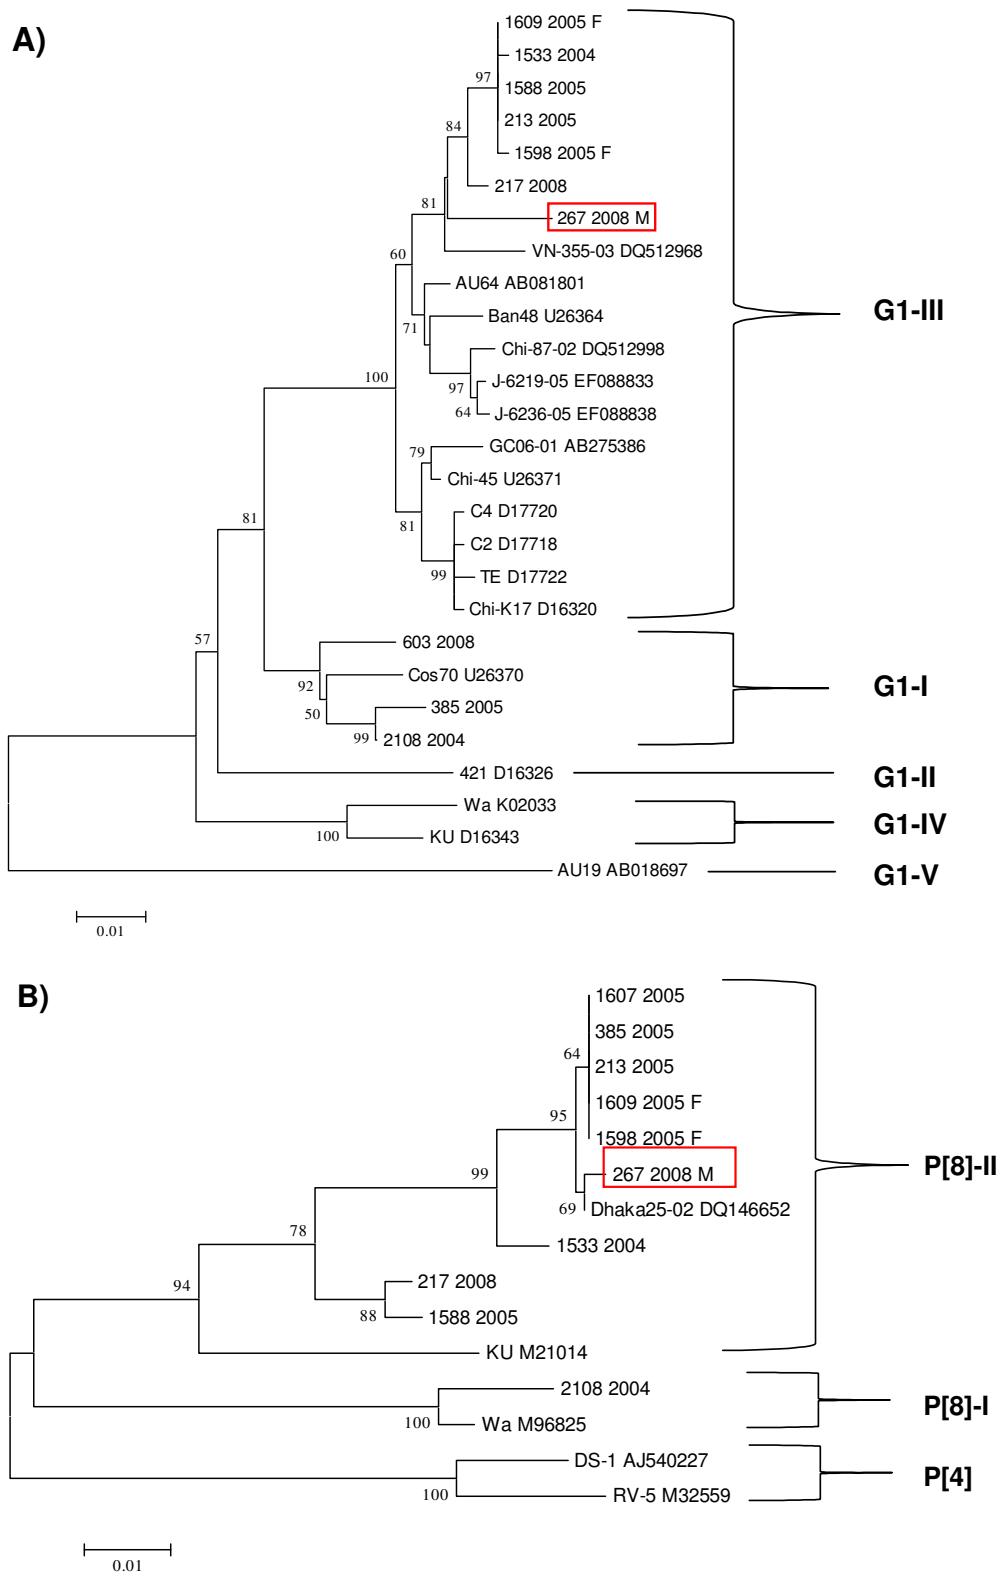 A)
1609 2005 F
1533 2004
97
1588 2005
213 2005
84
1598 2005 F
217 2008
81
267 2008 M
VN-355-03 DQ512968
60
AU64 AB081801
G1-III
Ban48 U26364
71
Chi-87-02 DQ512998
100
J-6219-05 EF088833
97
64
J-6236-05 EF088838
79
GC06-01 AB275386
Chi-45 U26371
C4 D17720
81
81
C2 D17718
99
TE D17722
Chi-K17 D16320
57
603 2008
Cos70 U26370
92
G1-I
385 2005
50
99
2108 2004
421 D16326
G1-II
Wa K02033
G1-IV
100
KU D16343
AU19 AB018697
G1-V
0.01
B)
1607 2005
385 2005
64
213 2005
1609 2005 F
95
1598 2005 F
99
267 2008 M
P[8]-II
69
Dhaka25-02 DQ146652
78
1533 2004
94
217 2008
88
1588 2005
KU M21014
2108 2004
P[8]-I
100
Wa M96825
DS-1 AJ540227
P[4]
100
RV-5 M32559
0.01